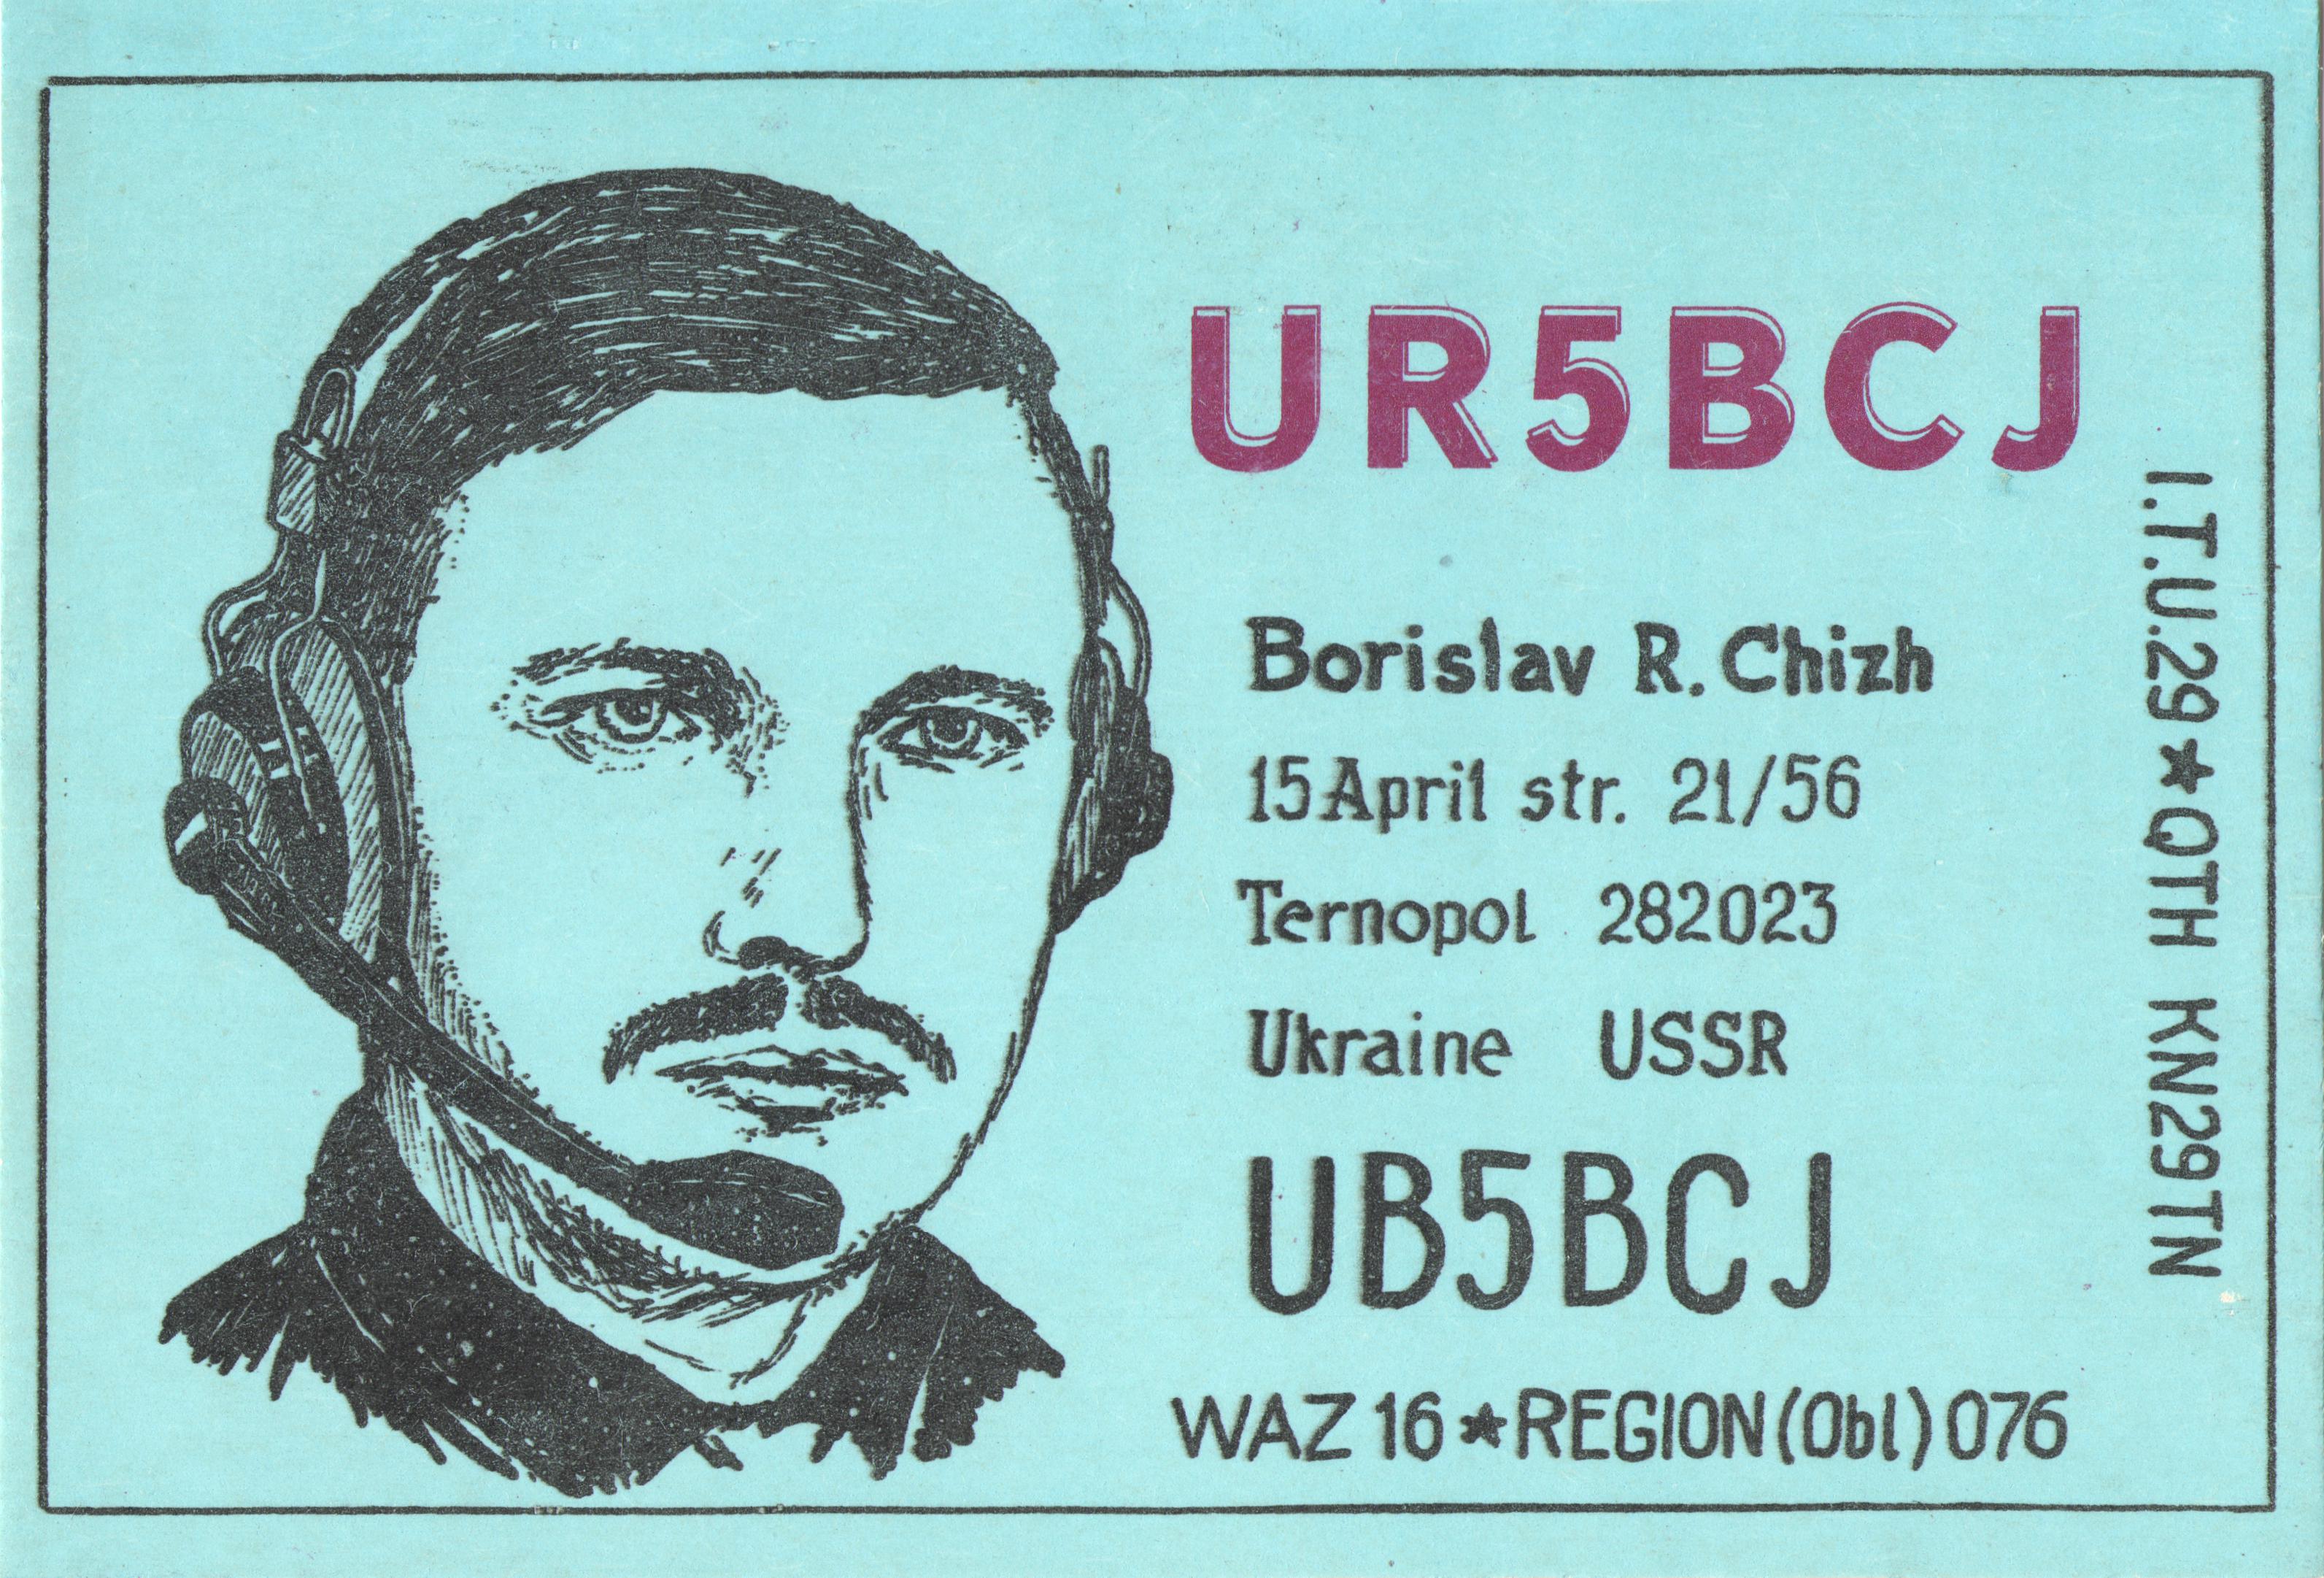 UR5BCJ
Borislav R. Chizh
15 April str. 21/56
Ternopol 282023
Ukraine USSR
UB5BCJ
WAZ 16★REGION(Obl)076
I.T.U.29★QTH KN29TN